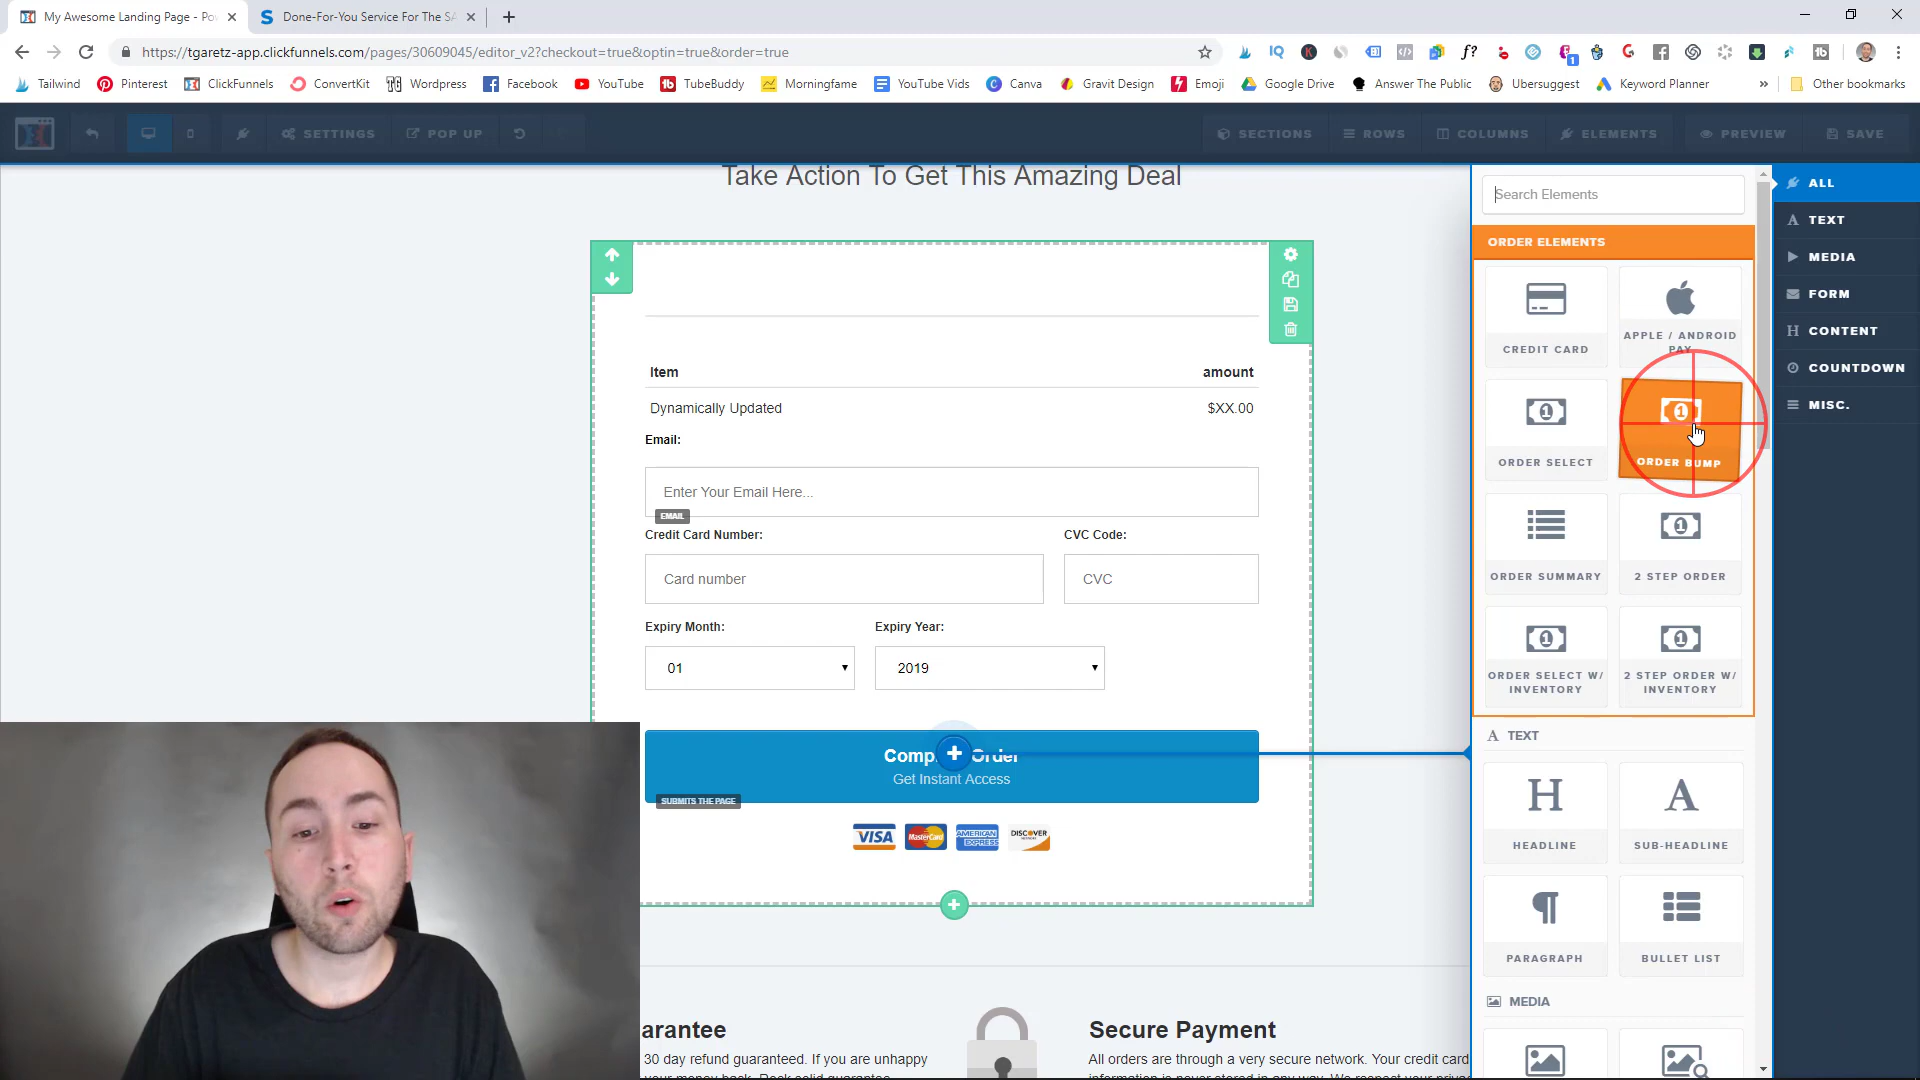 My Awesome Landing Page - Po
Done-For-You Service For The SA
https://tgaretz-app.clickfunnels.com/pages/30609045/editor_v2?checkout=true&optin=true&order=true
Tailwind
Pinterest
ClickFunnels
ConvertKit
Wordpress
Facebook
YouTube
TubeBuddy
Morningfame
YouTube Vids
Canva
Gravit Design
Emoji
Google Drive
Answer The Public
Ubersuggest
Keyword Planner
»
Other bookmarks
SETTINGS
POP UP
SECTIONS
ROWS
COLUMNS
ELEMENTS
PREVIEW
SAVE
Take Action To Get This Amazing Deal
Item amount
Dynamically Updated $XX.00
Email:
Enter Your Email Here...
EMAIL
Credit Card Number: CVC Code:
Card number CVC
Expiry Month: Expiry Year:
01 2019
Comp Order
Get Instant Access
SUBMITS THE PAGE
VISA MasterCard AMERICAN EXPRESS DISCOVER
arantee
30 day refund guaranteed. If you are unhappy
Secure Payment
All orders are through a very secure network. Your credit card
Search Elements
ORDER ELEMENTS
CREDIT CARD
APPLE / ANDROID
PAY
ORDER SELECT
ORDER BUMP
ORDER SUMMARY
2 STEP ORDER
ORDER SELECT W/
INVENTORY
2 STEP ORDER W/
INVENTORY
TEXT
HEADLINE
SUB-HEADLINE
PARAGRAPH
BULLET LIST
MEDIA
ALL
TEXT
MEDIA
FORM
CONTENT
COUNTDOWN
MISC.